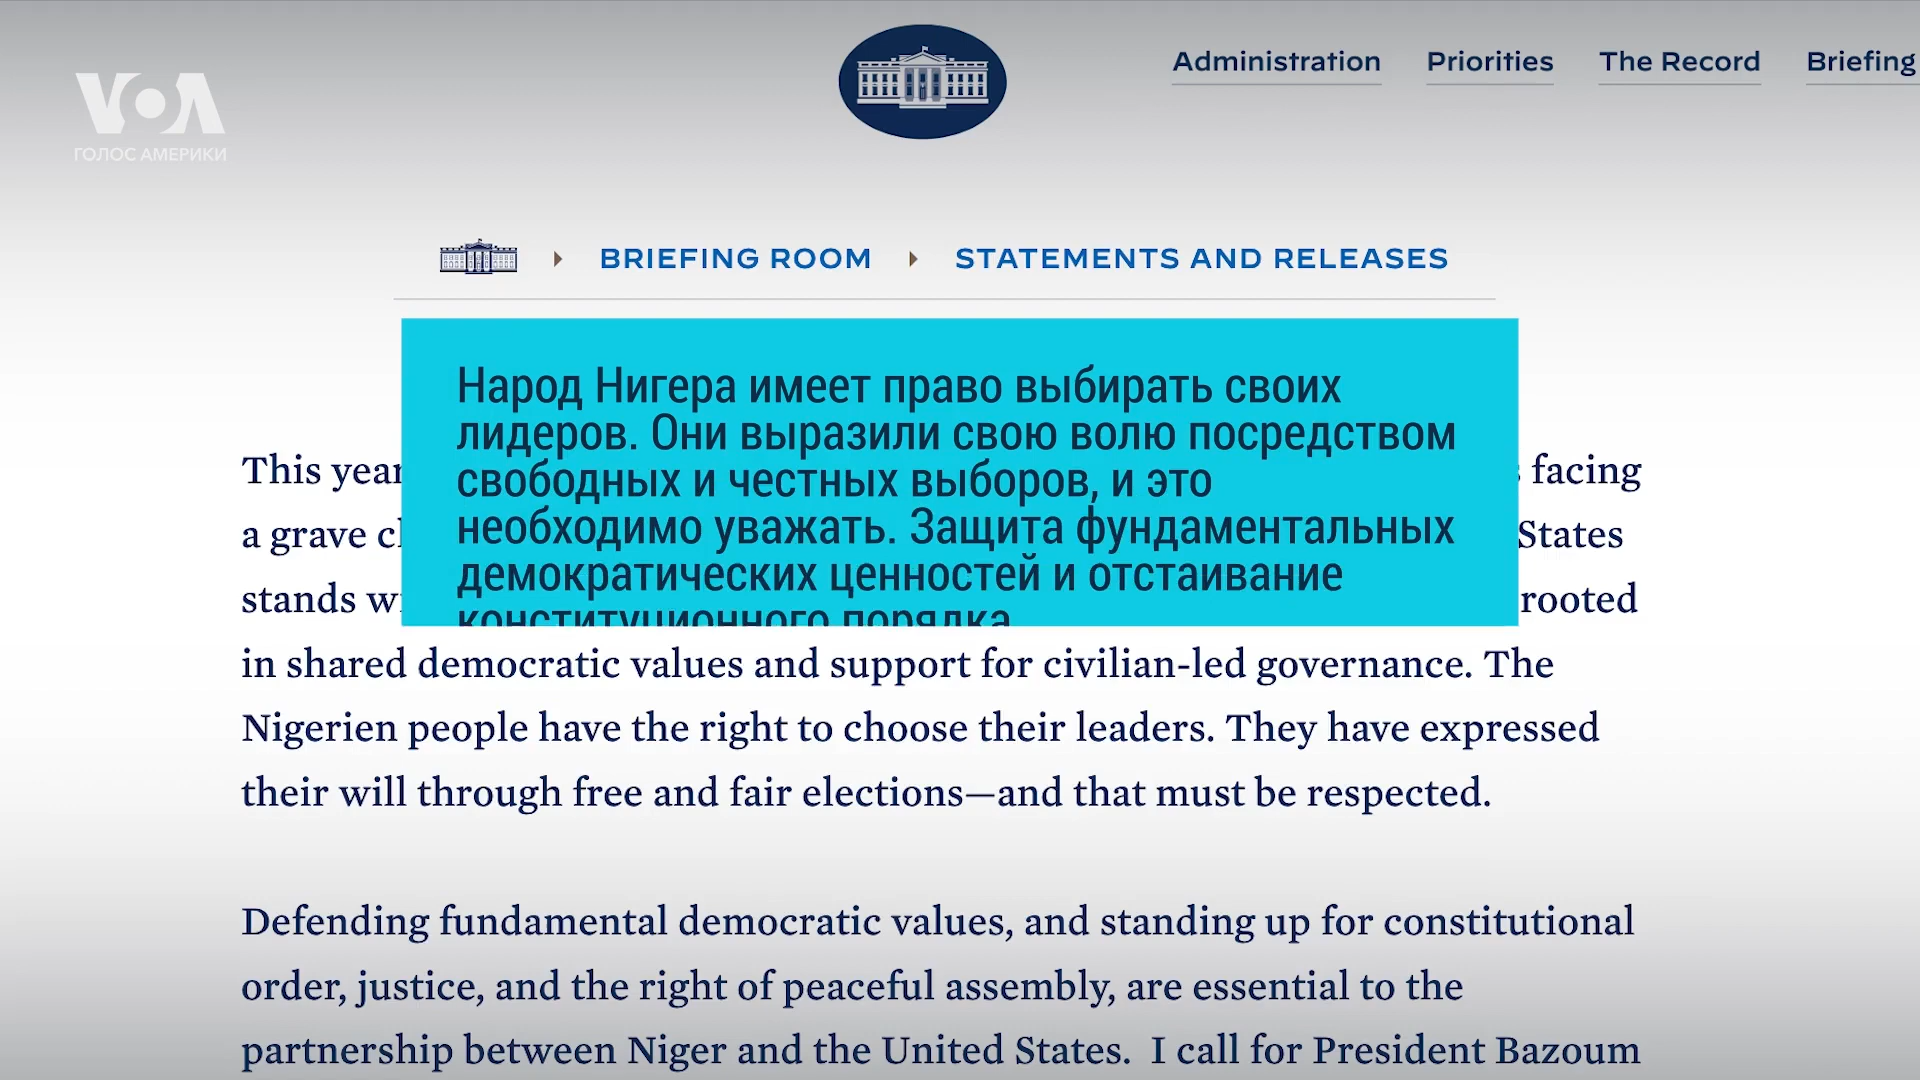 VOA
ГОЛОС АМЕРИКИ
Administration Priorities The Record Briefing
BRIEFING ROOM STATEMENTS AND RELEASES
Народ Нигера имеет право выбирать своих
лидеров. Они выразили свою волю посредством
свободных и честных выборов, и это
необходимо уважать. Защита фундаментальных
демократических ценностей и отстаивание
конституционного порядка
This year facing
a grave States
stands rooted
in shared democratic values and support for civilian-led governance. The
Nigerien people have the right to choose their leaders. They have expressed
their will through free and fair elections—and that must be respected.
Defending fundamental democratic values, and standing up for constitutional
order, justice, and the right of peaceful assembly, are essential to the
partnership between Niger and the United States. I call for President Bazoum